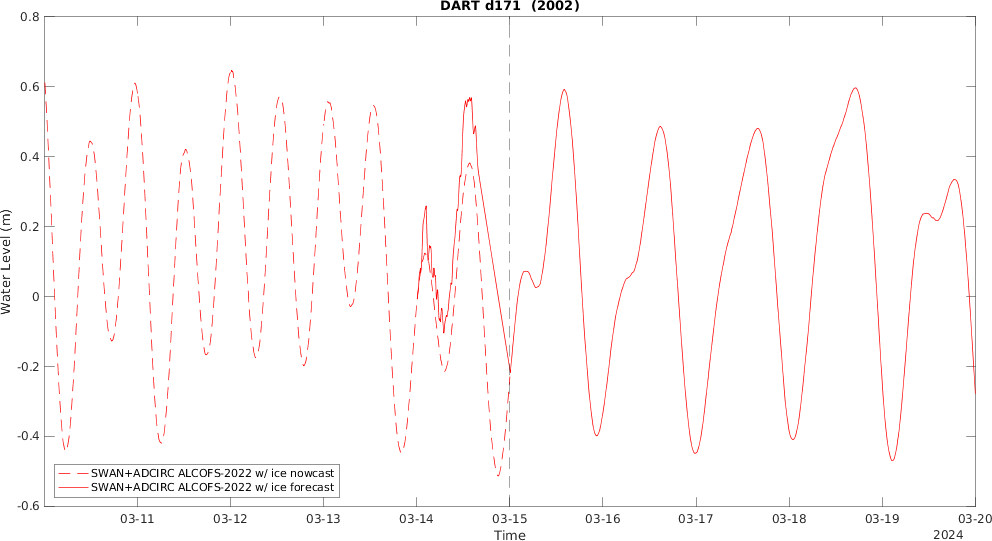 DART d171 (2002)
Water Level (m)
0.8
0.6
0.4
0.2
0
-0.2
-0.4
-0.6
SWAN+ADCIRC ALCOFS-2022 w/ ice nowcast
SWAN+ADCIRC ALCOFS-2022 w/ ice forecast
03-11 03-12 03-13 03-14 03-15 03-16 03-17 03-18 03-19 03-20
Time
2024